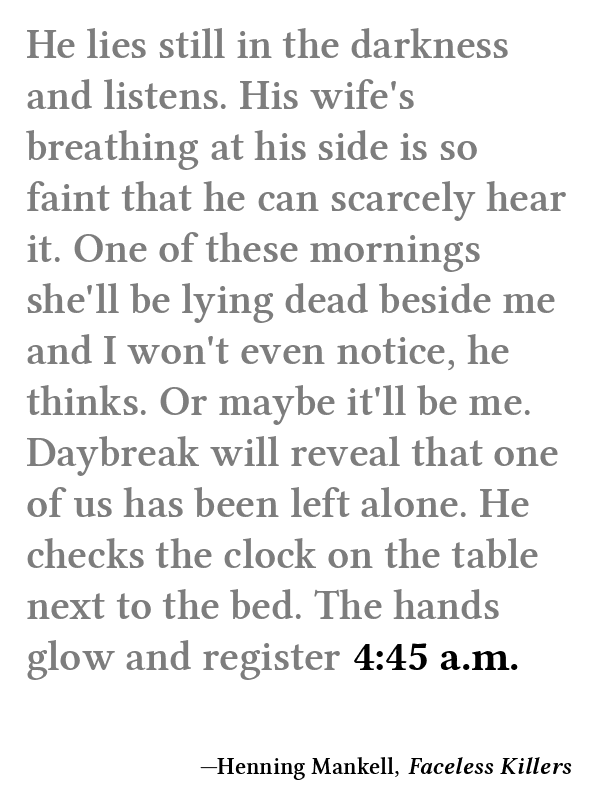 He lies still in the darkness
and listens. His wife's
breathing at his side is so
faint that he can scarcely hear
it. One of these mornings
she'll be lying dead beside me
and I won't even notice, he
thinks. Or maybe it'll be me.
Daybreak will reveal that one
of us has been left alone. He
checks the clock on the table
next to the bed. The hands
glow and register 4:45 a.m.
—Henning Mankell, Faceless Killers